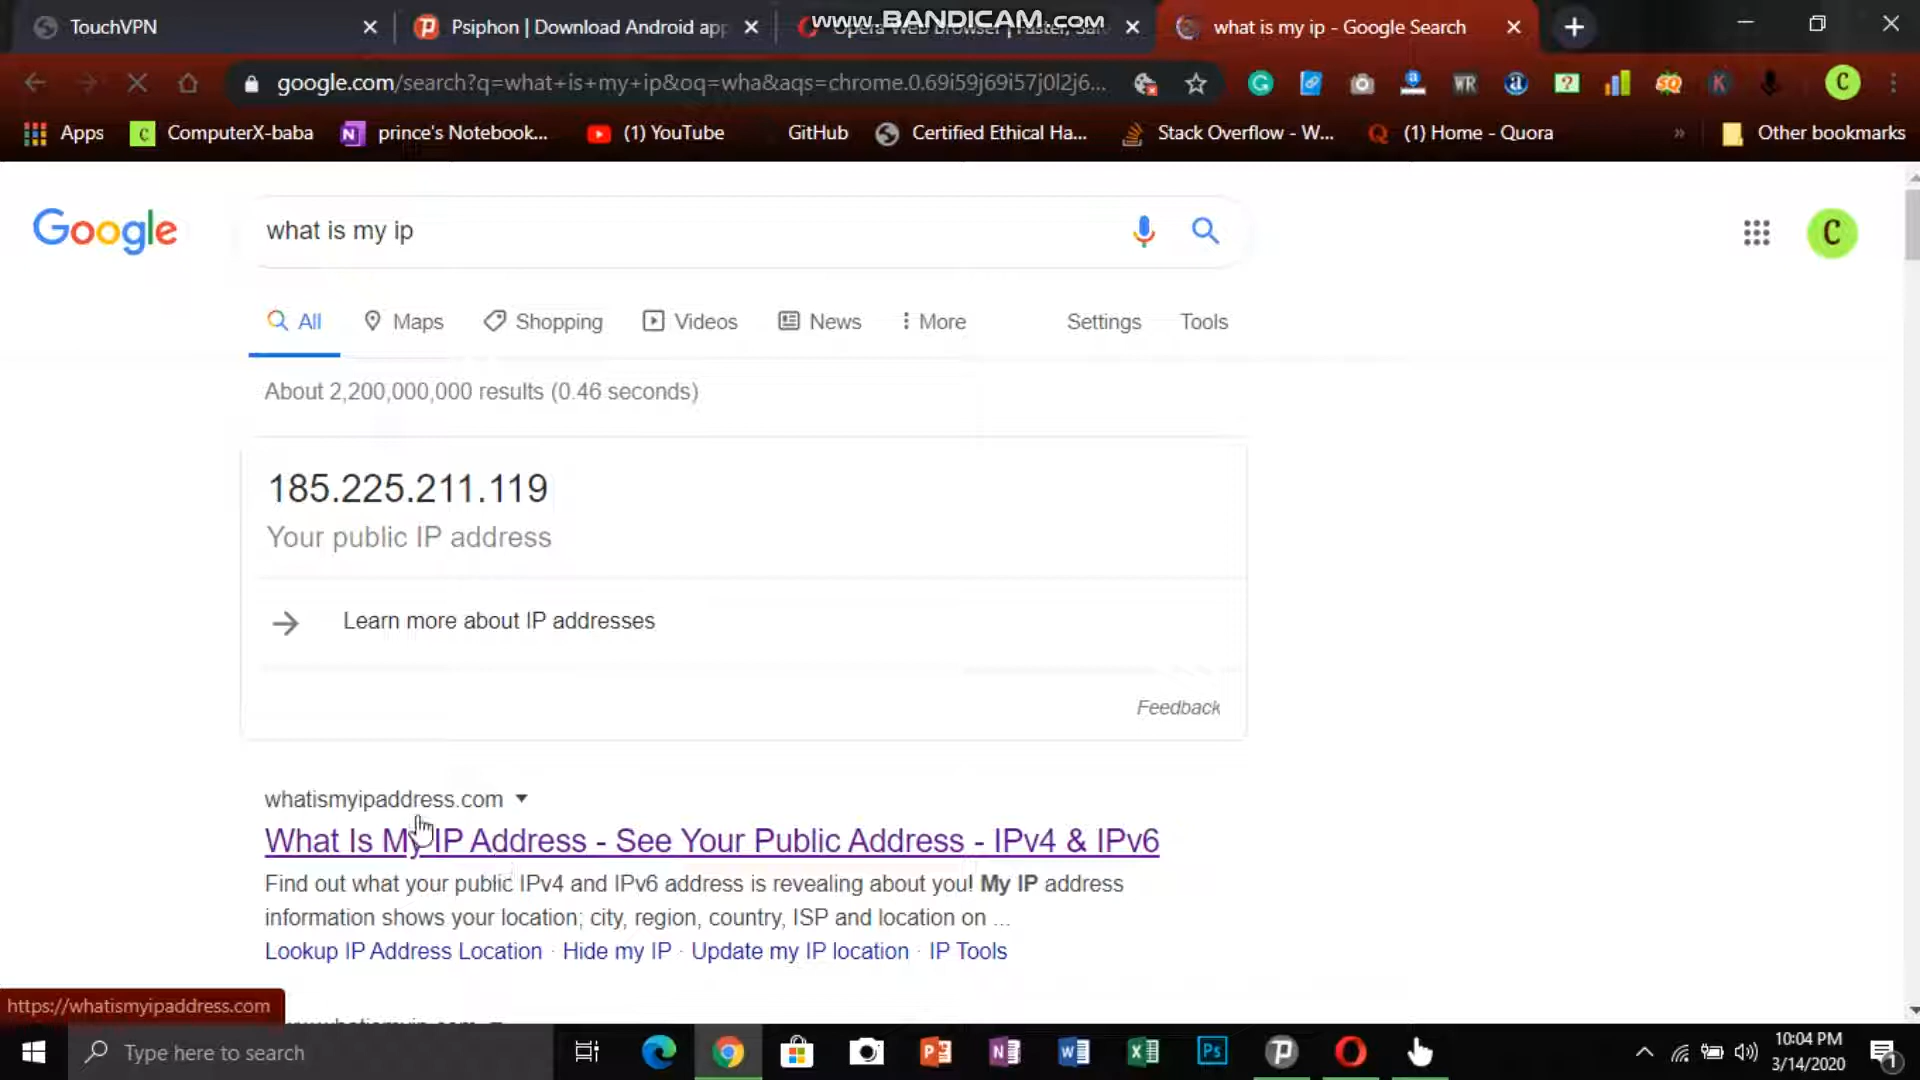 TouchVPN
Psiphon | Download Android app
www.BANDICAM.com
what is my ip - Google Search
google.com/search?q=what+is+my+ip&oq=wha&aqs=chrome.0.69i59j69i57j0l2j6...
WR
K
C
Apps
C
ComputerX-baba
N
prince's Notebook...
(1) YouTube
GitHub
Certified Ethical Ha...
Stack Overflow - W...
(1) Home - Quora
»
Other bookmarks
Google
what is my ip
C
All
Maps
Shopping
Videos
News
More
Settings
Tools
About 2,200,000,000 results (0.46 seconds)
185.225.211.119
Your public IP address
Learn more about IP addresses
Feedback
whatismyipaddress.com
What Is My IP Address - See Your Public Address - IPv4 & IPv6
Find out what your public IPv4 and IPv6 address is revealing about you! My IP address
information shows your location; city, region, country, ISP and location on ...
Lookup IP Address Location · Hide my IP · Update my IP location · IP Tools
https://whatismyipaddress.com
Type here to search
Ps
10:04 PM
3/14/2020
1